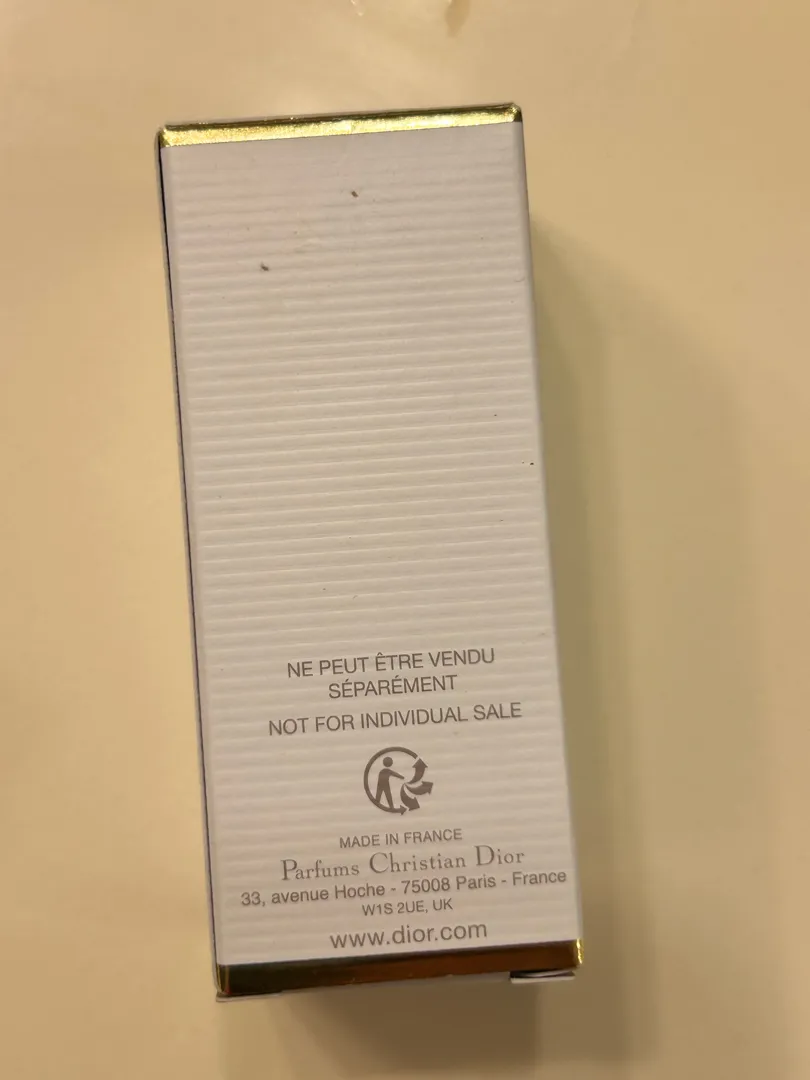 NE PEUT ÊTRE VENDU
SÉPARÉMENT
NOT FOR INDIVIDUAL SALE
MADE IN FRANCE
Parfums Christian Dior
33, avenue Hoche - 75008 Paris - France
W1S 2UE, UK
www.dior.com